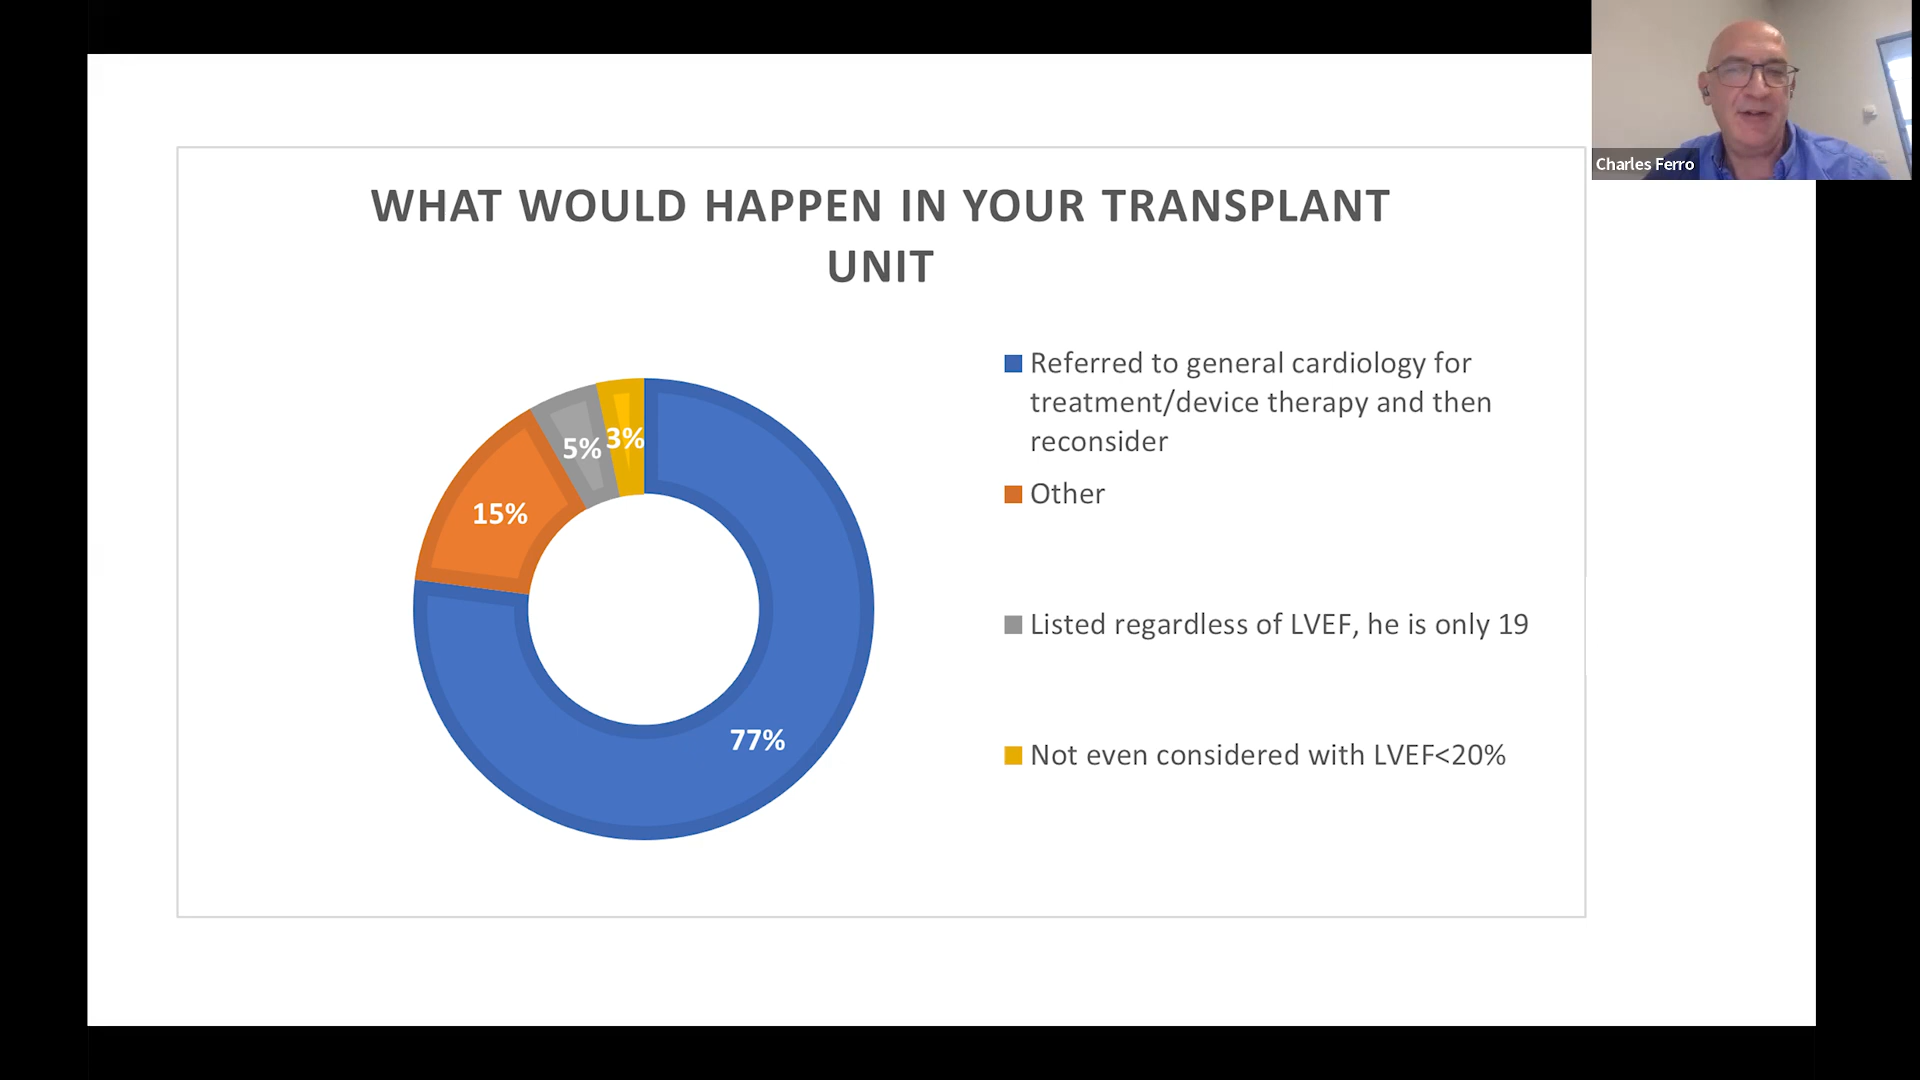 WHAT WOULD HAPPEN IN YOUR TRANSPLANT
UNIT
Referred to general cardiology for
treatment/device therapy and then
reconsider
Other
Listed regardless of LVEF, he is only 19
Not even considered with LVEF<20%
5%
3%
15%
77%
Charles Ferro